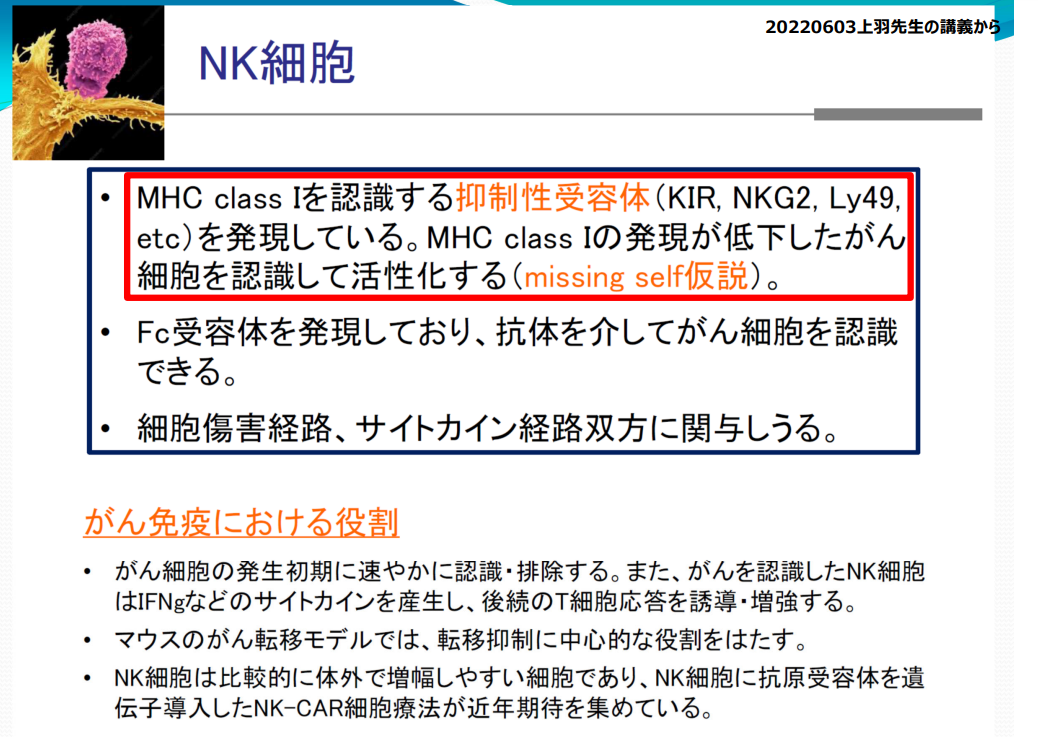 20220603上羽先生の講義から
NK細胞
• MHC class Iを認識する抑制性受容体(KIR, NKG2, Ly49,
etc)を発現している。MHC class Iの発現が低下したがん
細胞を認識して活性化する(missing self仮説)。
• Fc受容体を発現しており、抗体を介してがん細胞を認識
できる。
• 細胞傷害経路、サイトカイン経路双方に関与しうる。
がん免疫における役割
• がん細胞の発生初期に速やかに認識・排除する。また、がんを認識したNK細胞
はIFNgなどのサイトカインを産生し、後続のT細胞応答を誘導・増強する。
• マウスのがん転移モデルでは、転移抑制に中心的な役割をはたす。
• NK細胞は比較的に体外で増幅しやすい細胞であり、NK細胞に抗原受容体を遺
伝子導入したNK-CAR細胞療法が近年期待を集めている。